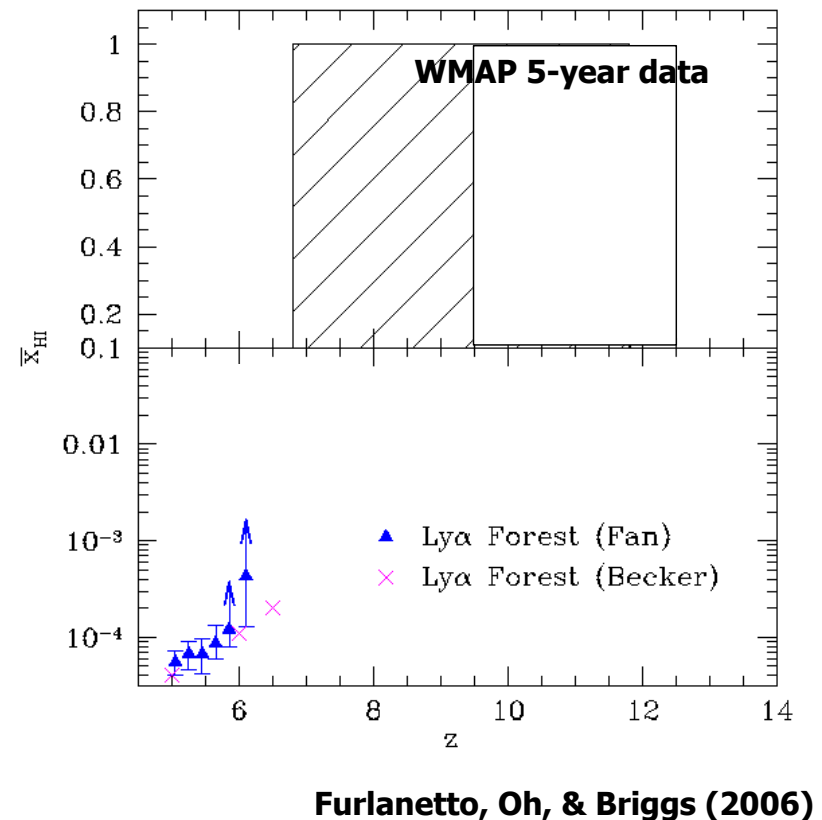 1
WMAP 5-year data
0.8
0.6
0.4
0.2
0.1
x̅HI
0.01
10⁻³
10⁻⁴
Lyα Forest (Fan)
Lyα Forest (Becker)
6 8 10 12 14
z
Furlanetto, Oh, & Briggs (2006)